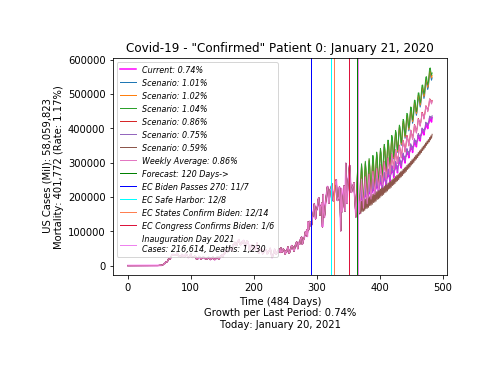 Covid-19 - "Confirmed" Patient 0: January 21, 2020
US Cases (Mil): 58,059,823
Mortality: 401,772 (Rate: 1.17%)
600000
500000
400000
300000
200000
100000
0
Current: 0.74%
Scenario: 1.01%
Scenario: 1.02%
Scenario: 1.04%
Scenario: 0.86%
Scenario: 0.75%
Scenario: 0.59%
Weekly Average: 0.86%
Forecast: 120 Days->
EC Biden Passes 270: 11/7
EC Safe Harbor: 12/8
EC States Confirm Biden: 12/14
EC Congress Confirms Biden: 1/6
Inauguration Day 2021
Cases: 216,614, Deaths: 1,230
0 100 200 300 400 500
Time (484 Days)
Growth per Last Period: 0.74%
Today: January 20, 2021